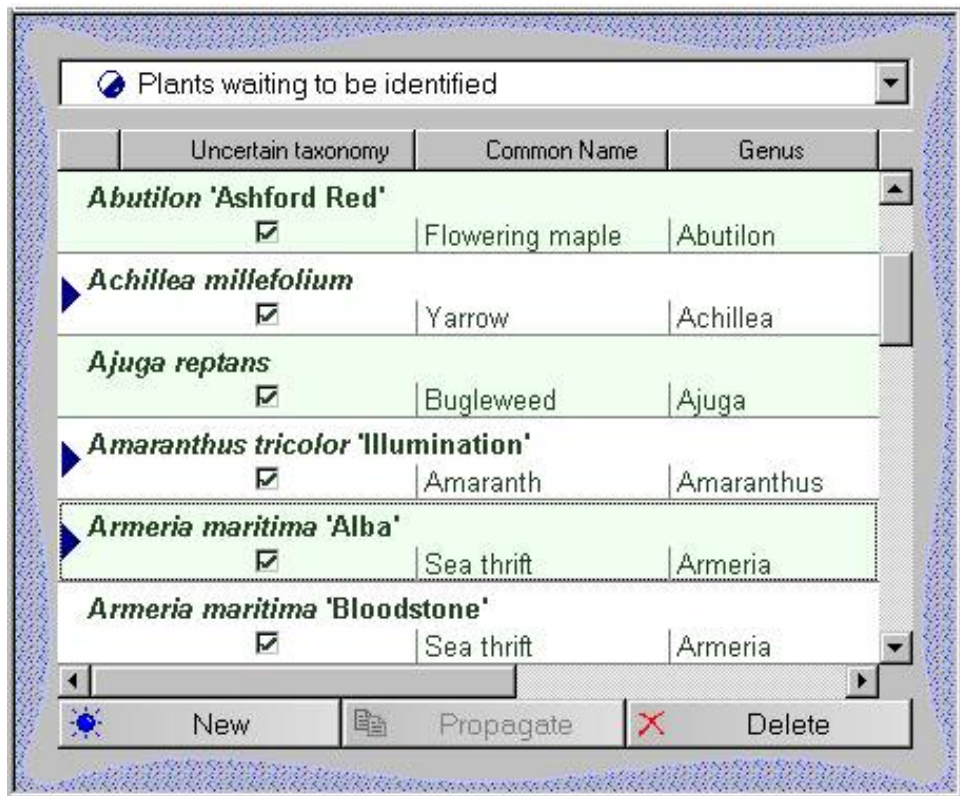 Plants waiting to be identified
Uncertain taxonomy Common Name Genus
Abutilon 'Ashford Red'
Flowering maple Abutilon
Achillea millefolium
Yarrow Achillea
Ajuga reptans
Bugleweed Ajuga
Amaranthus tricolor 'Illumination'
Amaranth Amaranthus
Armeria maritima 'Alba'
Sea thrift Armeria
Armeria maritima 'Bloodstone'
Sea thrift Armeria
New Propagate Delete